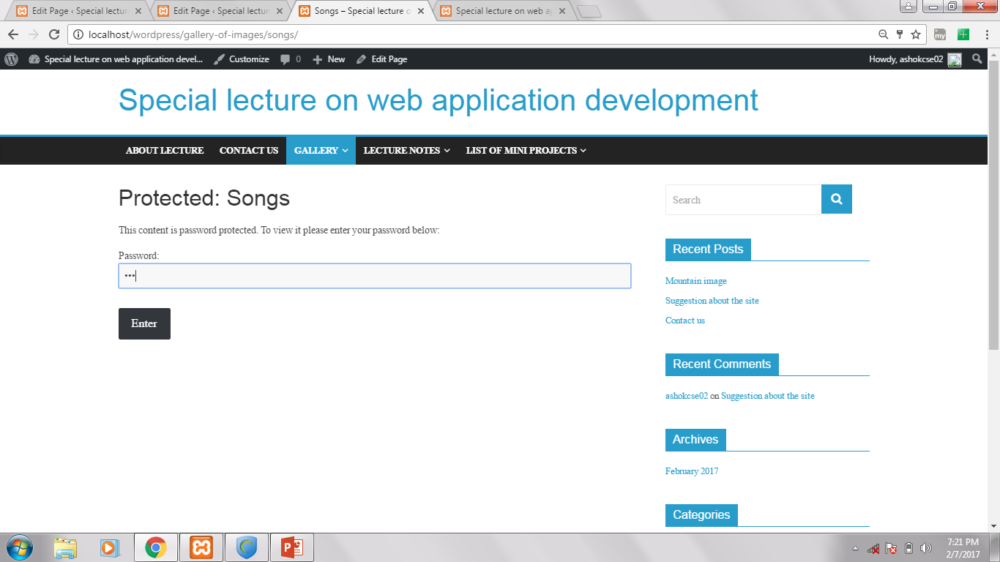 Edit Page ‹ Special lectur
Edit Page ‹ Special lectur
Songs – Special lecture o
Special lecture on web ap
localhost/wordpress/gallery-of-images/songs/
my
Special lecture on web application devel...
Customize
0
New
Edit Page
Howdy, ashokcse02
Special lecture on web application development
ABOUT LECTURE
CONTACT US
GALLERY
LECTURE NOTES
LIST OF MINI PROJECTS
Protected: Songs
This content is password protected. To view it please enter your password below:
Password:
•••
Enter
Search
Recent Posts
Mountain image
Suggestion about the site
Contact us
Recent Comments
ashokcse02 on Suggestion about the site
Archives
February 2017
Categories
7:21 PM
2/7/2017